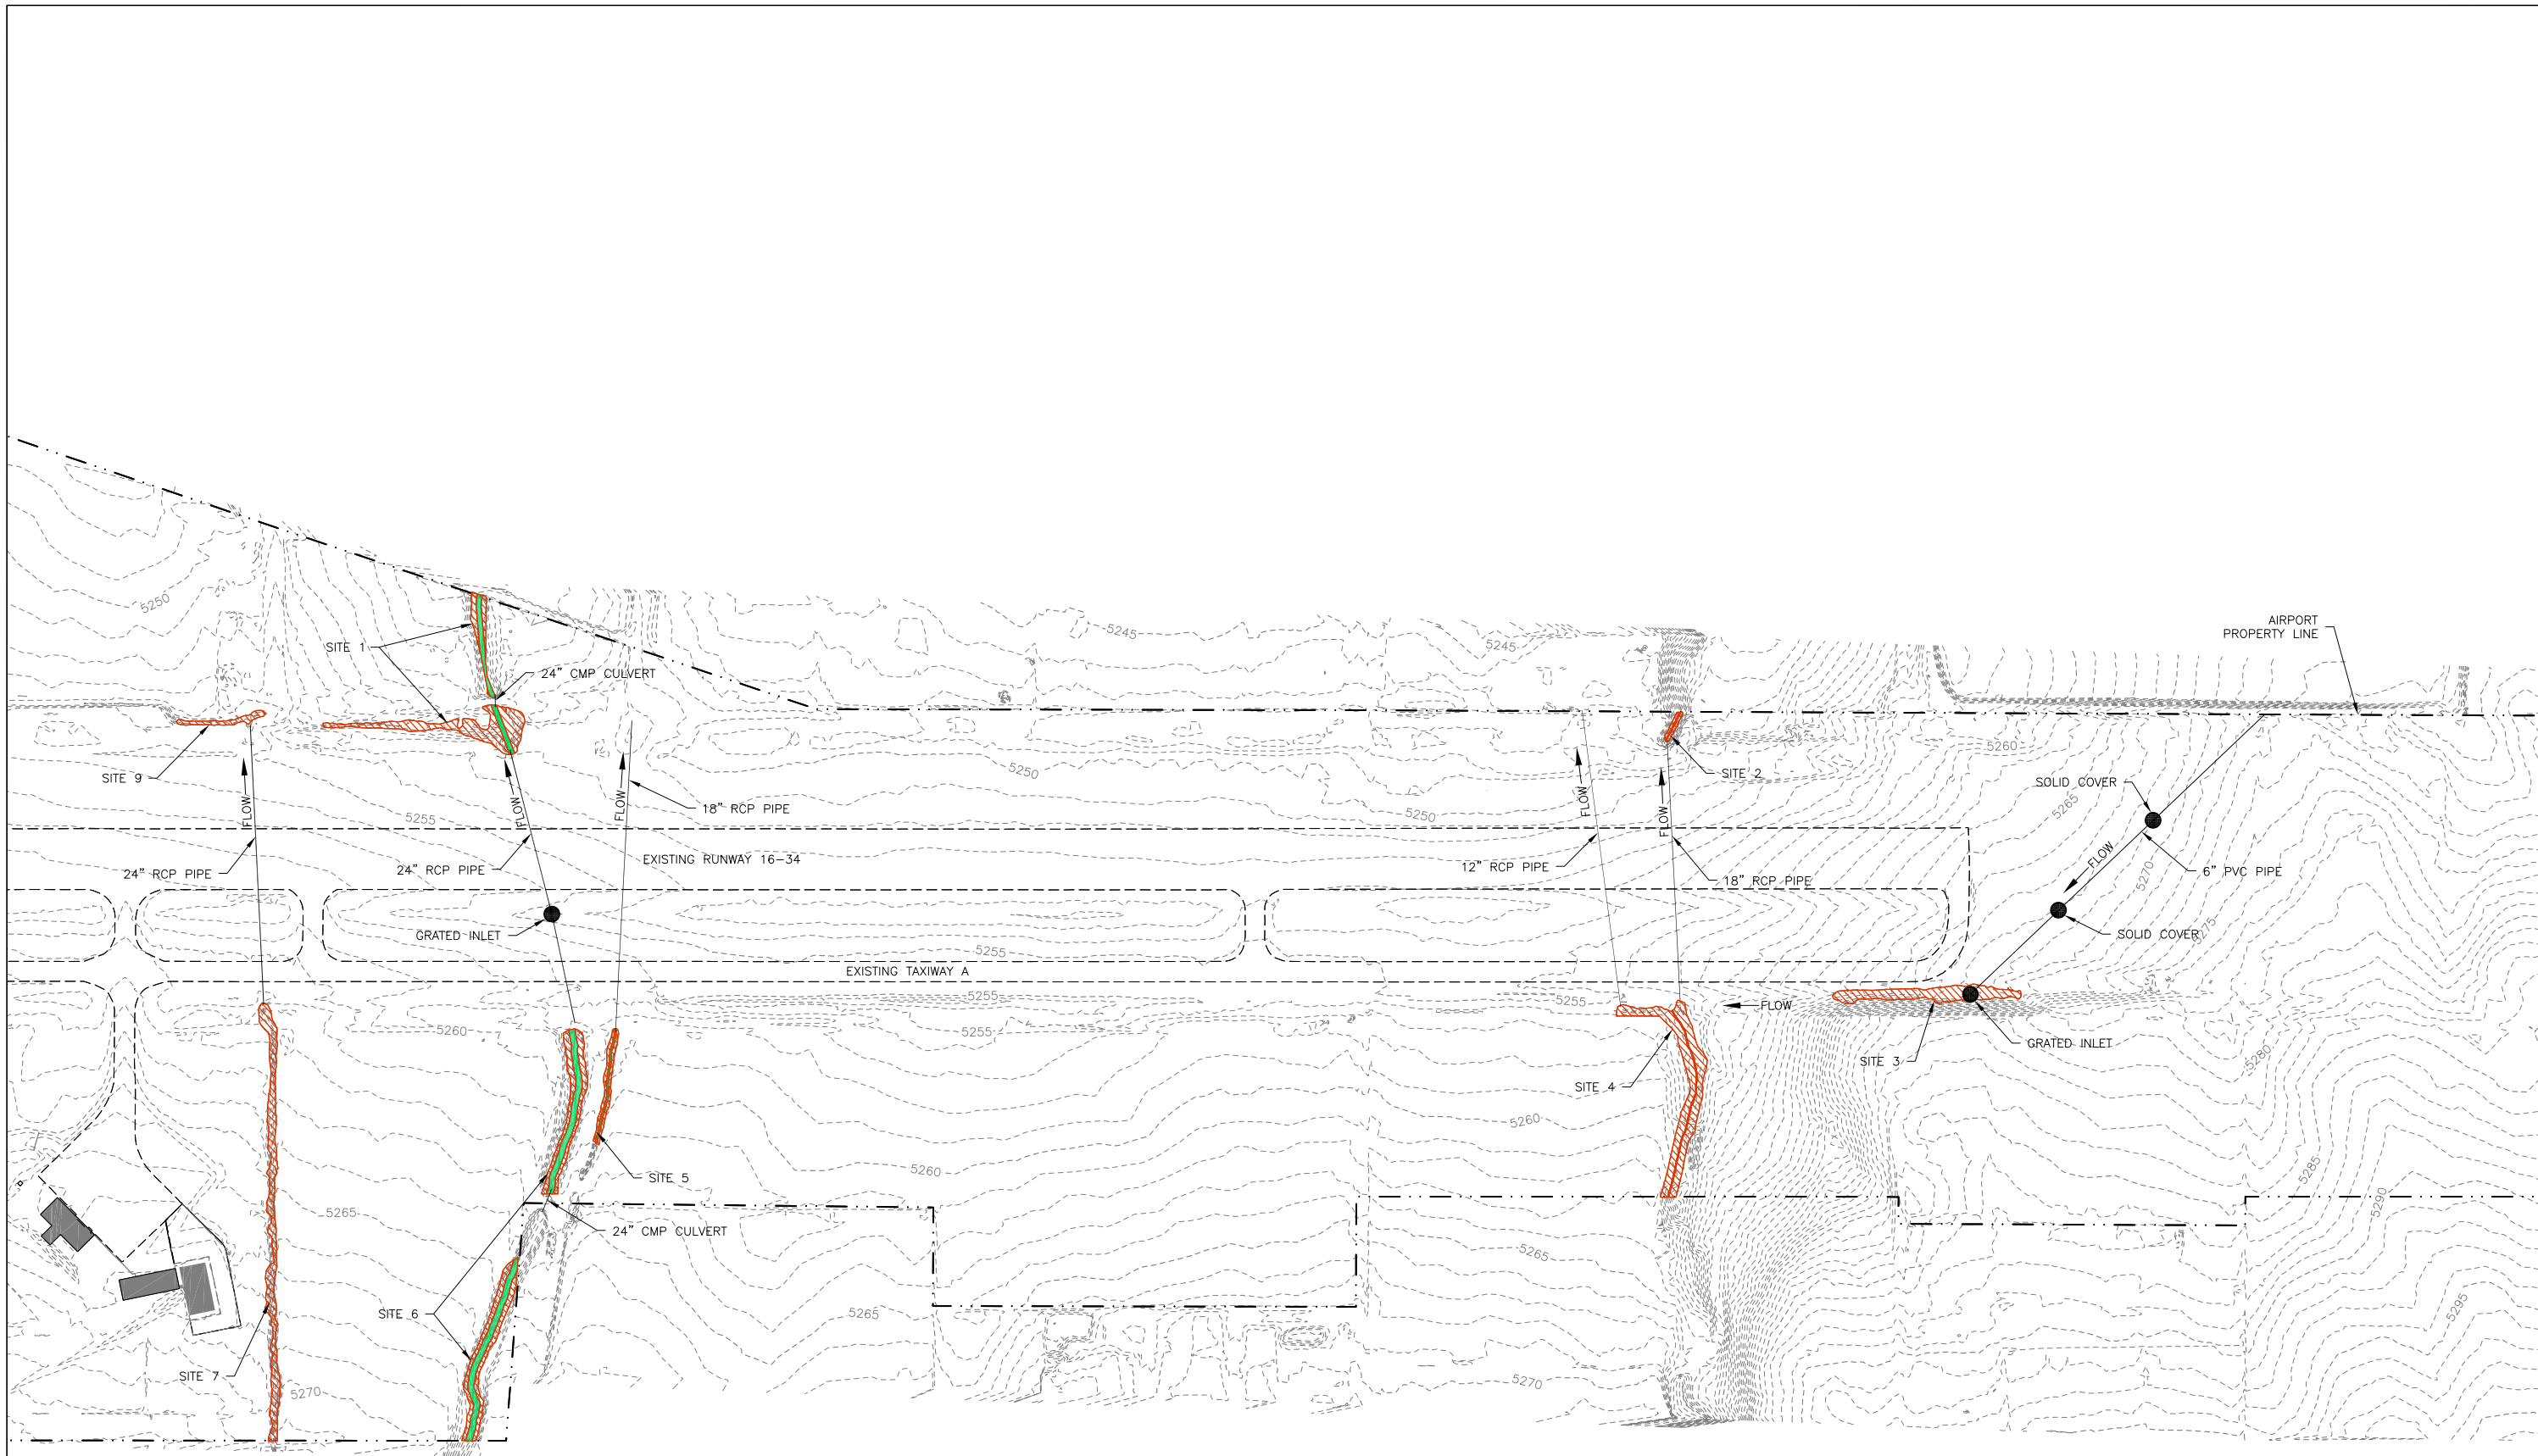 5250
5245
5245
AIRPORT
PROPERTY LINE
SITE 1
24" CMP CULVERT
5260
SITE 9
5250
SITE 2
SOLID COVER
18" RCP PIPE
5265
5255
5250
FLOW
FLOW
FLOW
FLOW
FLOW
FLOW
EXISTING RUNWAY 16-34
24" RCP PIPE
24" RCP PIPE
12" RCP PIPE
18" RCP PIPE
6" PVC PIPE
5270
GRATED INLET
SOLID COVER
5275
5255
EXISTING TAXIWAY A
5255
5255
FLOW
5260
5255
GRATED INLET
SITE 3
5280
SITE 4
5260
5260
SITE 5
5285
5290
5265
24" CMP CULVERT
5265
SITE 6
5265
5295
SITE 7
5270
5270